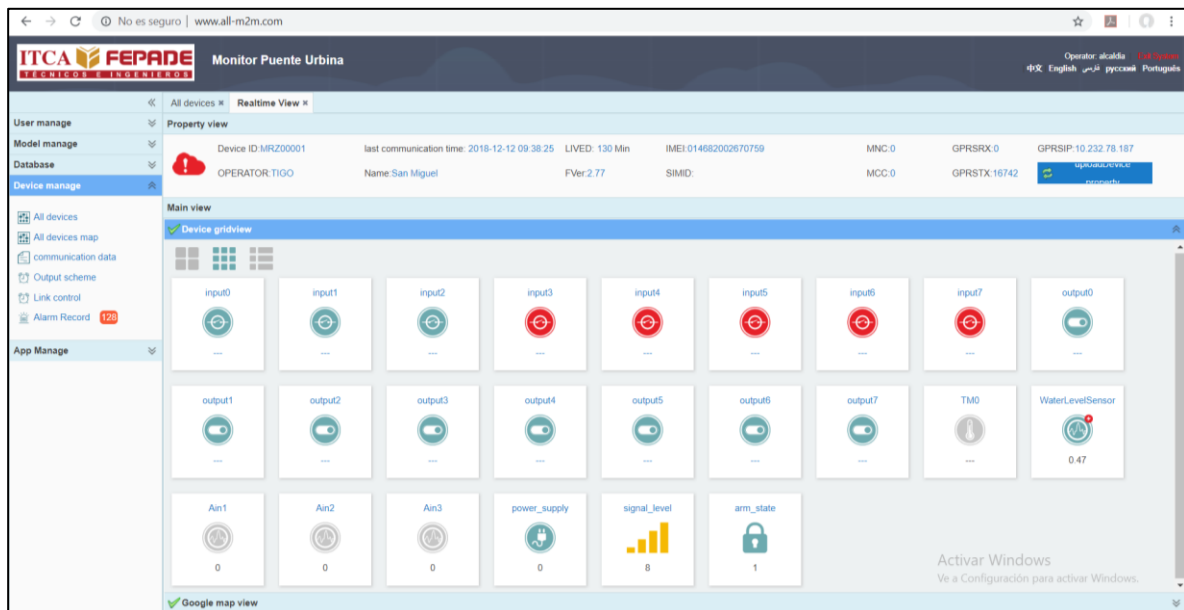 No es seguro | www.all-m2m.com
ITCA FEPADE
TÉCNICOS E INGENIEROS
Monitor Puente Urbina
Operator: alcaldia
中文 English فارسی русский Português
All devices × Realtime View ×
User manage
Model manage
Database
Device manage
All devices
All devices map
communication data
Output scheme
Link control
Alarm Record 128
App Manage
Property view
Device ID:MRZ00001 last communication time: 2018-12-12 09:38:25 LIVED: 130 Min IMEI:014682002670759 MNC:0 GPRSRX:0 GPRSIP:10.232.78.187
OPERATOR:TIGO Name:San Miguel FVer:2.77 SIMID: MCC:0 GPRSTX:16742 uploadDevice property
Main view
Device gridview
input0 input1 input2 input3 input4 input5 input6 input7 output0
--- --- --- --- --- --- --- --- ---
output1 output2 output3 output4 output5 output6 output7 TM0 WaterLevelSensor
--- --- --- --- --- --- --- --- 0.47
Ain1 Ain2 Ain3 power_supply signal_level arm_state
0 0 0 0 8 1
Activar Windows
Ve a Configuración para activar Windows.
Google map view